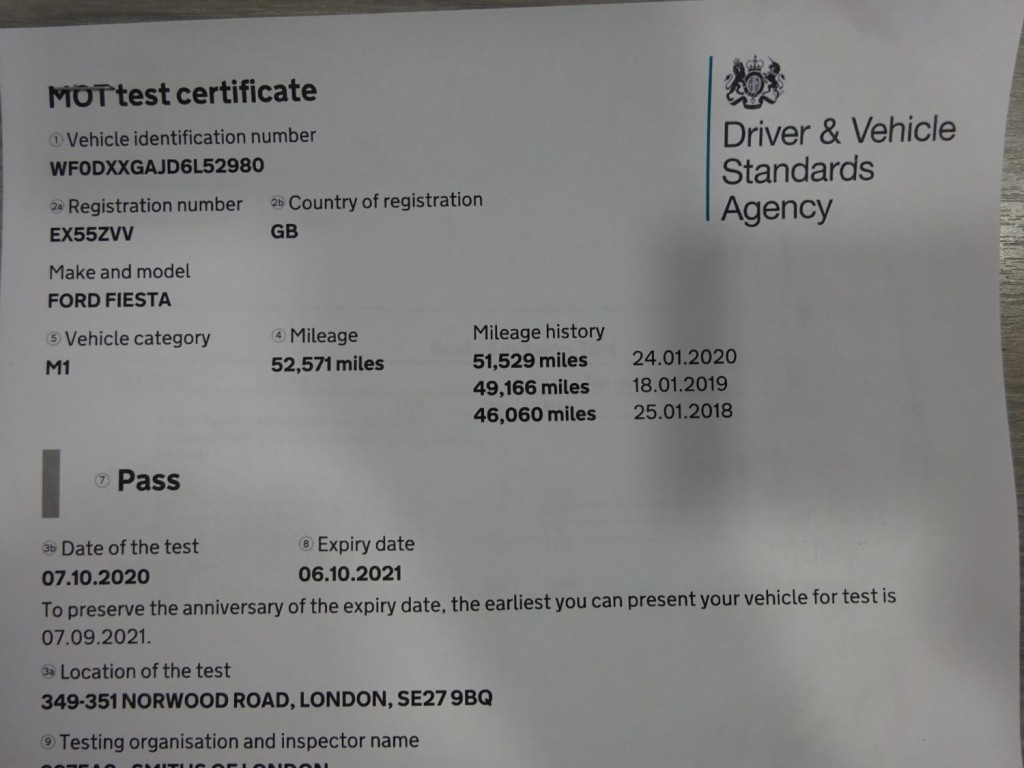 MOT test certificate
Driver & Vehicle
Standards
Agency
1 Vehicle identification number
WF0DXXGAJD6L52980
2a Registration number 2b Country of registration
EX55ZVV GB
Make and model
FORD FIESTA
5 Vehicle category 4 Mileage Mileage history
M1 52,571 miles 51,529 miles 24.01.2020
49,166 miles 18.01.2019
46,060 miles 25.01.2018
7 Pass
3b Date of the test 8 Expiry date
07.10.2020 06.10.2021
To preserve the anniversary of the expiry date, the earliest you can present your vehicle for test is
07.09.2021.
3a Location of the test
349-351 NORWOOD ROAD, LONDON, SE27 9BQ
9 Testing organisation and inspector name
SMITHS OF LONDON